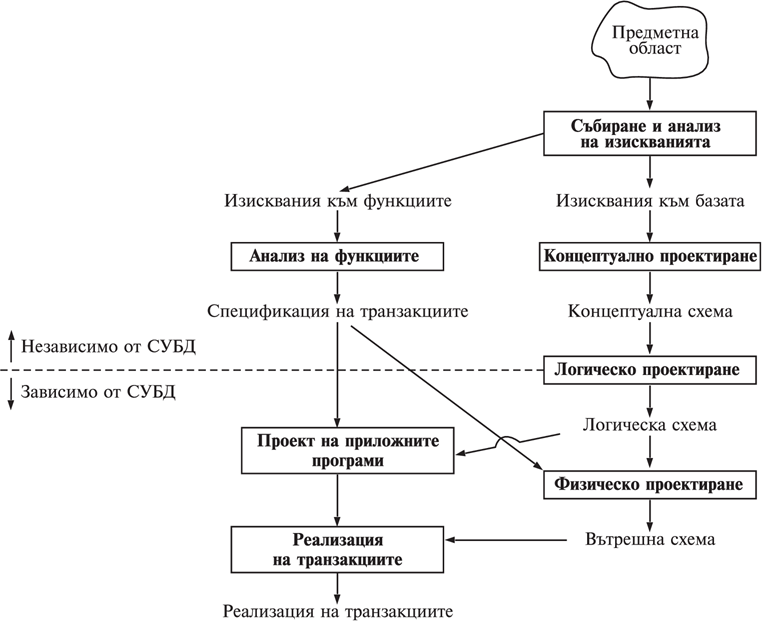 Предметна
област
Събиране и анализ
на изискванията
Изисквания към функциите
Изисквания към базата
Анализ на функциите
Концептуално проектиране
Спецификация на транзакциите
Концептуална схема
Независимо от СУБД
Логическо проектиране
Зависимо от СУБД
Логическа схема
Проект на приложните
програми
Физическо проектиране
Реализация
на транзакциите
Вътрешна схема
Реализация на транзакциите